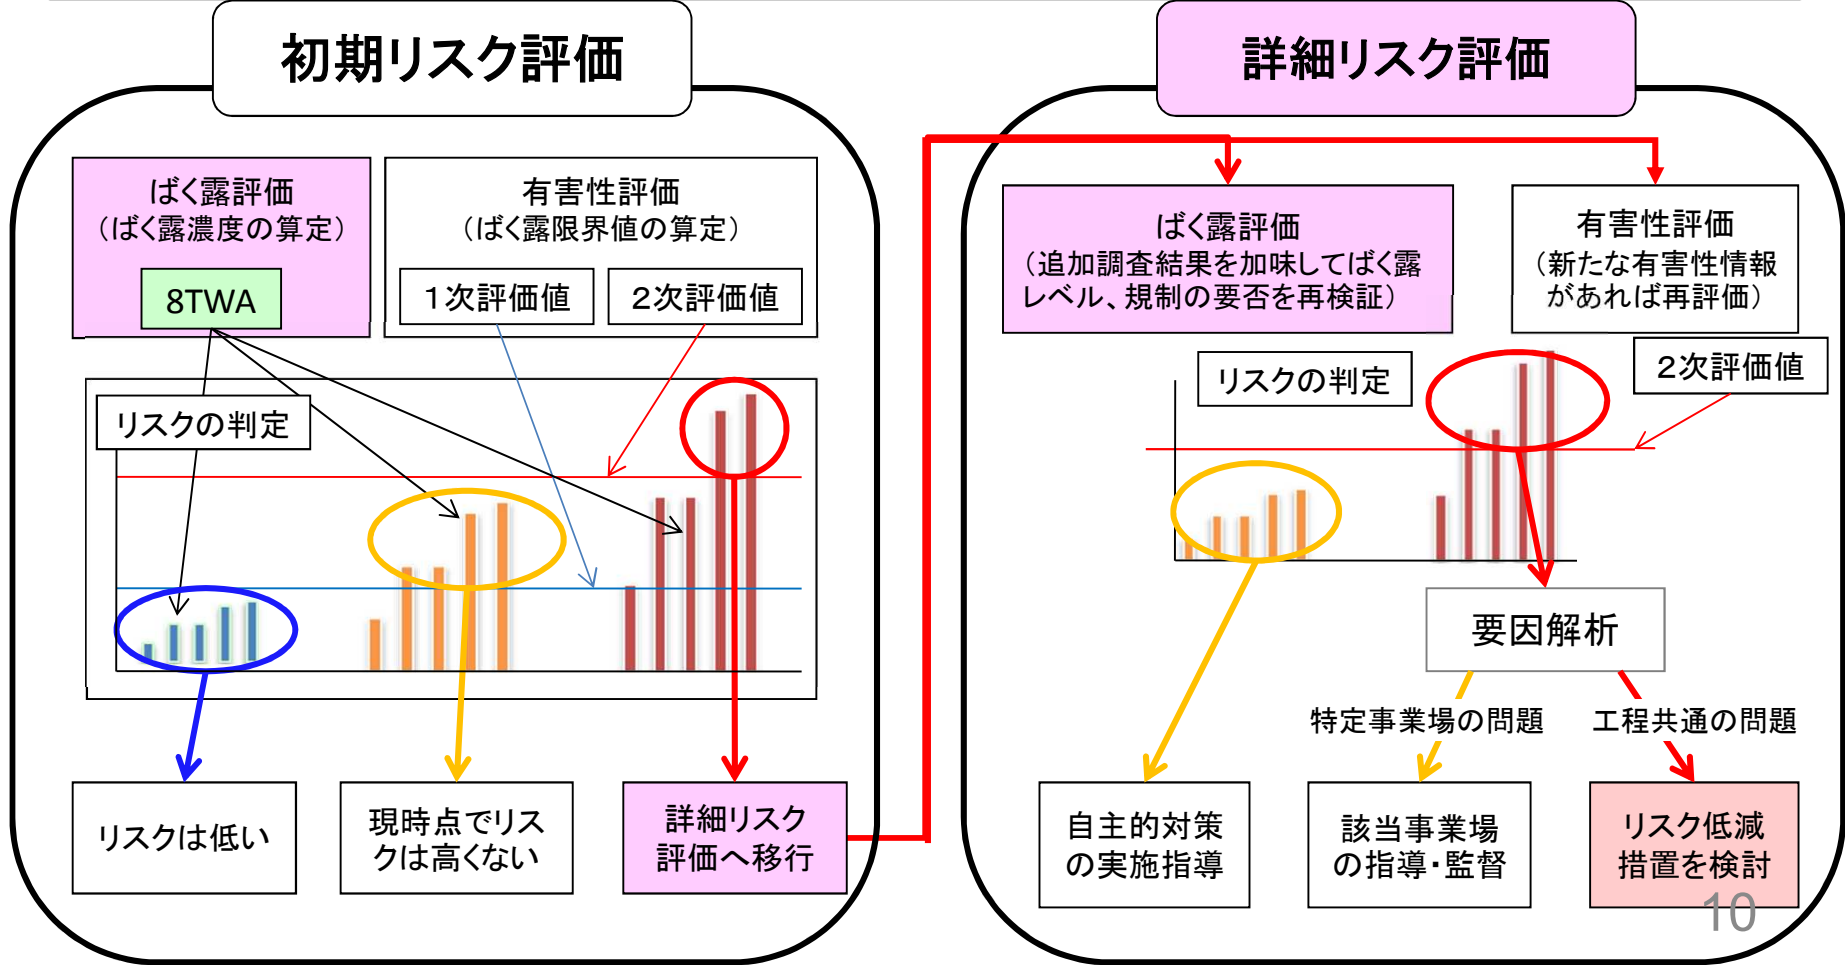 初期リスク評価
ばく露評価
（ばく露濃度の算定）
8TWA
有害性評価
（ばく露限界値の算定）
１次評価値
２次評価値
リスクの判定
リスクは低い
現時点でリス
クは高くない
詳細リスク
評価へ移行
詳細リスク評価
ばく露評価
（追加調査結果を加味してばく露
レベル、規制の要否を再検証）
有害性評価
（新たな有害性情報
があれば再評価）
リスクの判定
２次評価値
要因解析
特定事業場の問題
工程共通の問題
自主的対策
の実施指導
該当事業場
の指導・監督
リスク低減
措置を検討
10